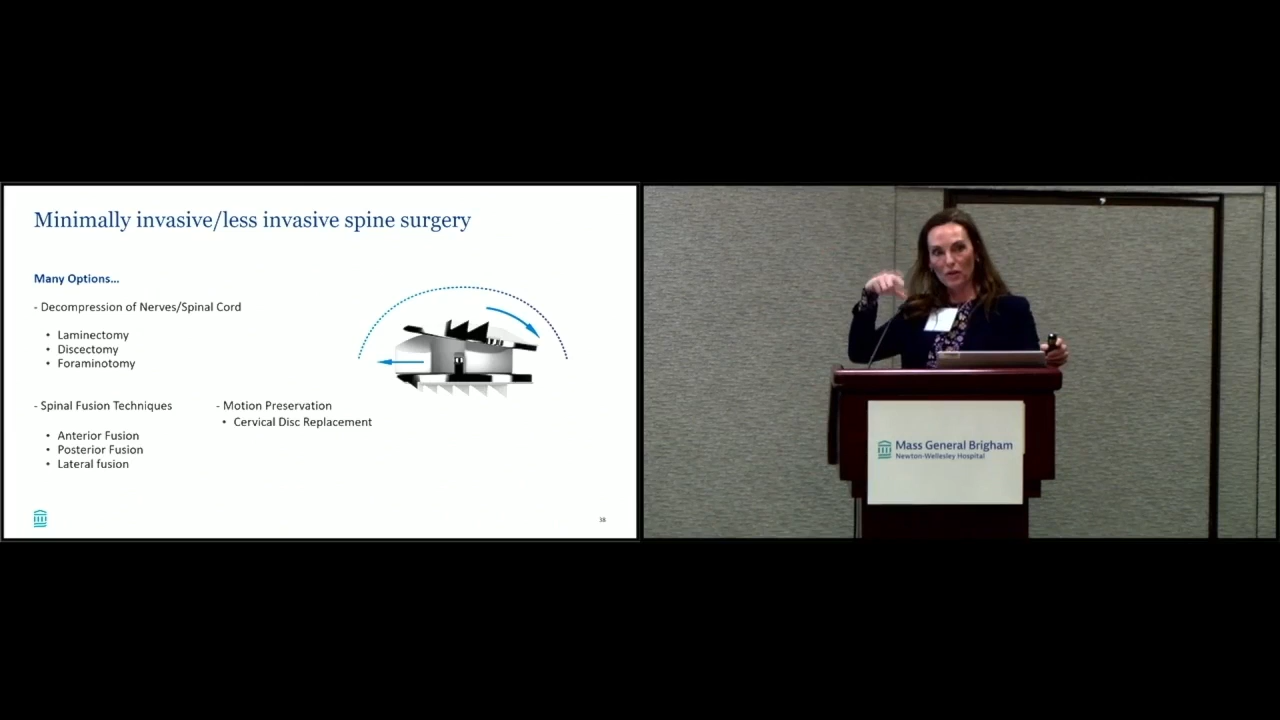 Minimally invasive/less invasive spine surgery
Many Options...
- Decompression of Nerves/Spinal Cord
• Laminectomy
• Discectomy
• Foraminotomy
- Spinal Fusion Techniques
• Anterior Fusion
• Posterior Fusion
• Lateral fusion
- Motion Preservation
• Cervical Disc Replacement
38
Mass General Brigham
Newton-Wellesley Hospital